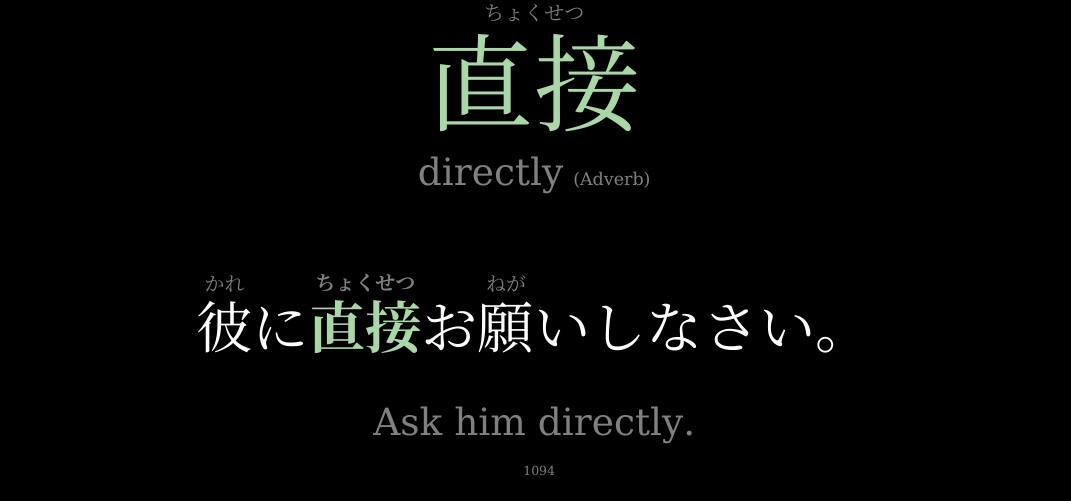 ちょくせつ
直接
directly (Adverb)
かれ ちょくせつ ねが
彼に直接お願いしなさい。
Ask him directly.
1094